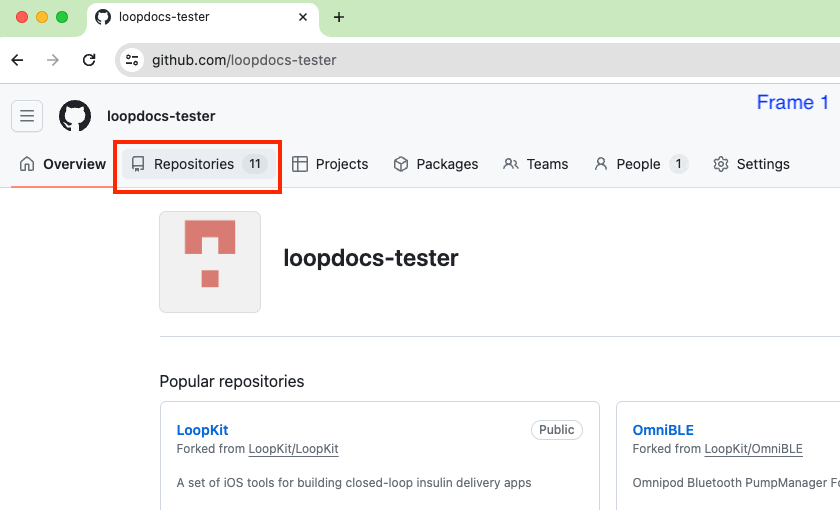 loopdocs-tester
github.com/loopdocs-tester
Frame 1
loopdocs-tester
Overview Repositories 11 Projects Packages Teams People 1 Settings
loopdocs-tester
Popular repositories
LoopKit Public
Forked from LoopKit/LoopKit
A set of iOS tools for building closed-loop insulin delivery apps
OmniBLE
Forked from LoopKit/OmniBLE
Omnipod Bluetooth PumpManager Fo